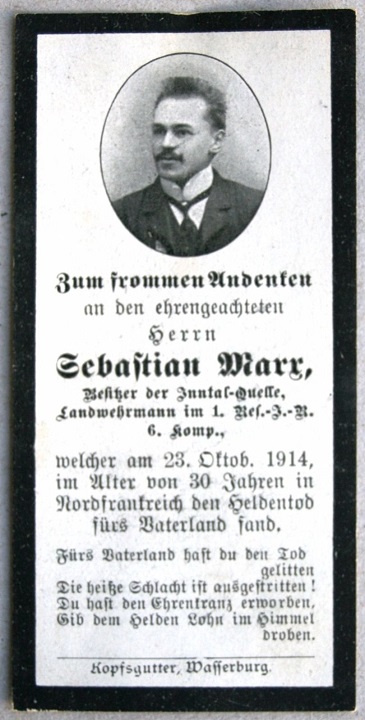 Zum frommen Andenken
an den ehrengeachteten
Herrn
Sebastian Marx,
Besitzer der Inntal-Quelle,
Landwehrmann im 1. Res.-I.-R.
6. Komp.,
welcher am 23. Oktob. 1914,
im Alter von 30 Jahren in
Nordfrankreich den Heldentod
fürs Vaterland fand.
Fürs Vaterland hast du den Tod
gelitten
Die heiße Schlacht ist ausgestritten!
Du hast den Ehrenkranz erworben,
Gib dem Helden Lohn im Himmel
droben.
Kopfsgutter, Wasserburg.